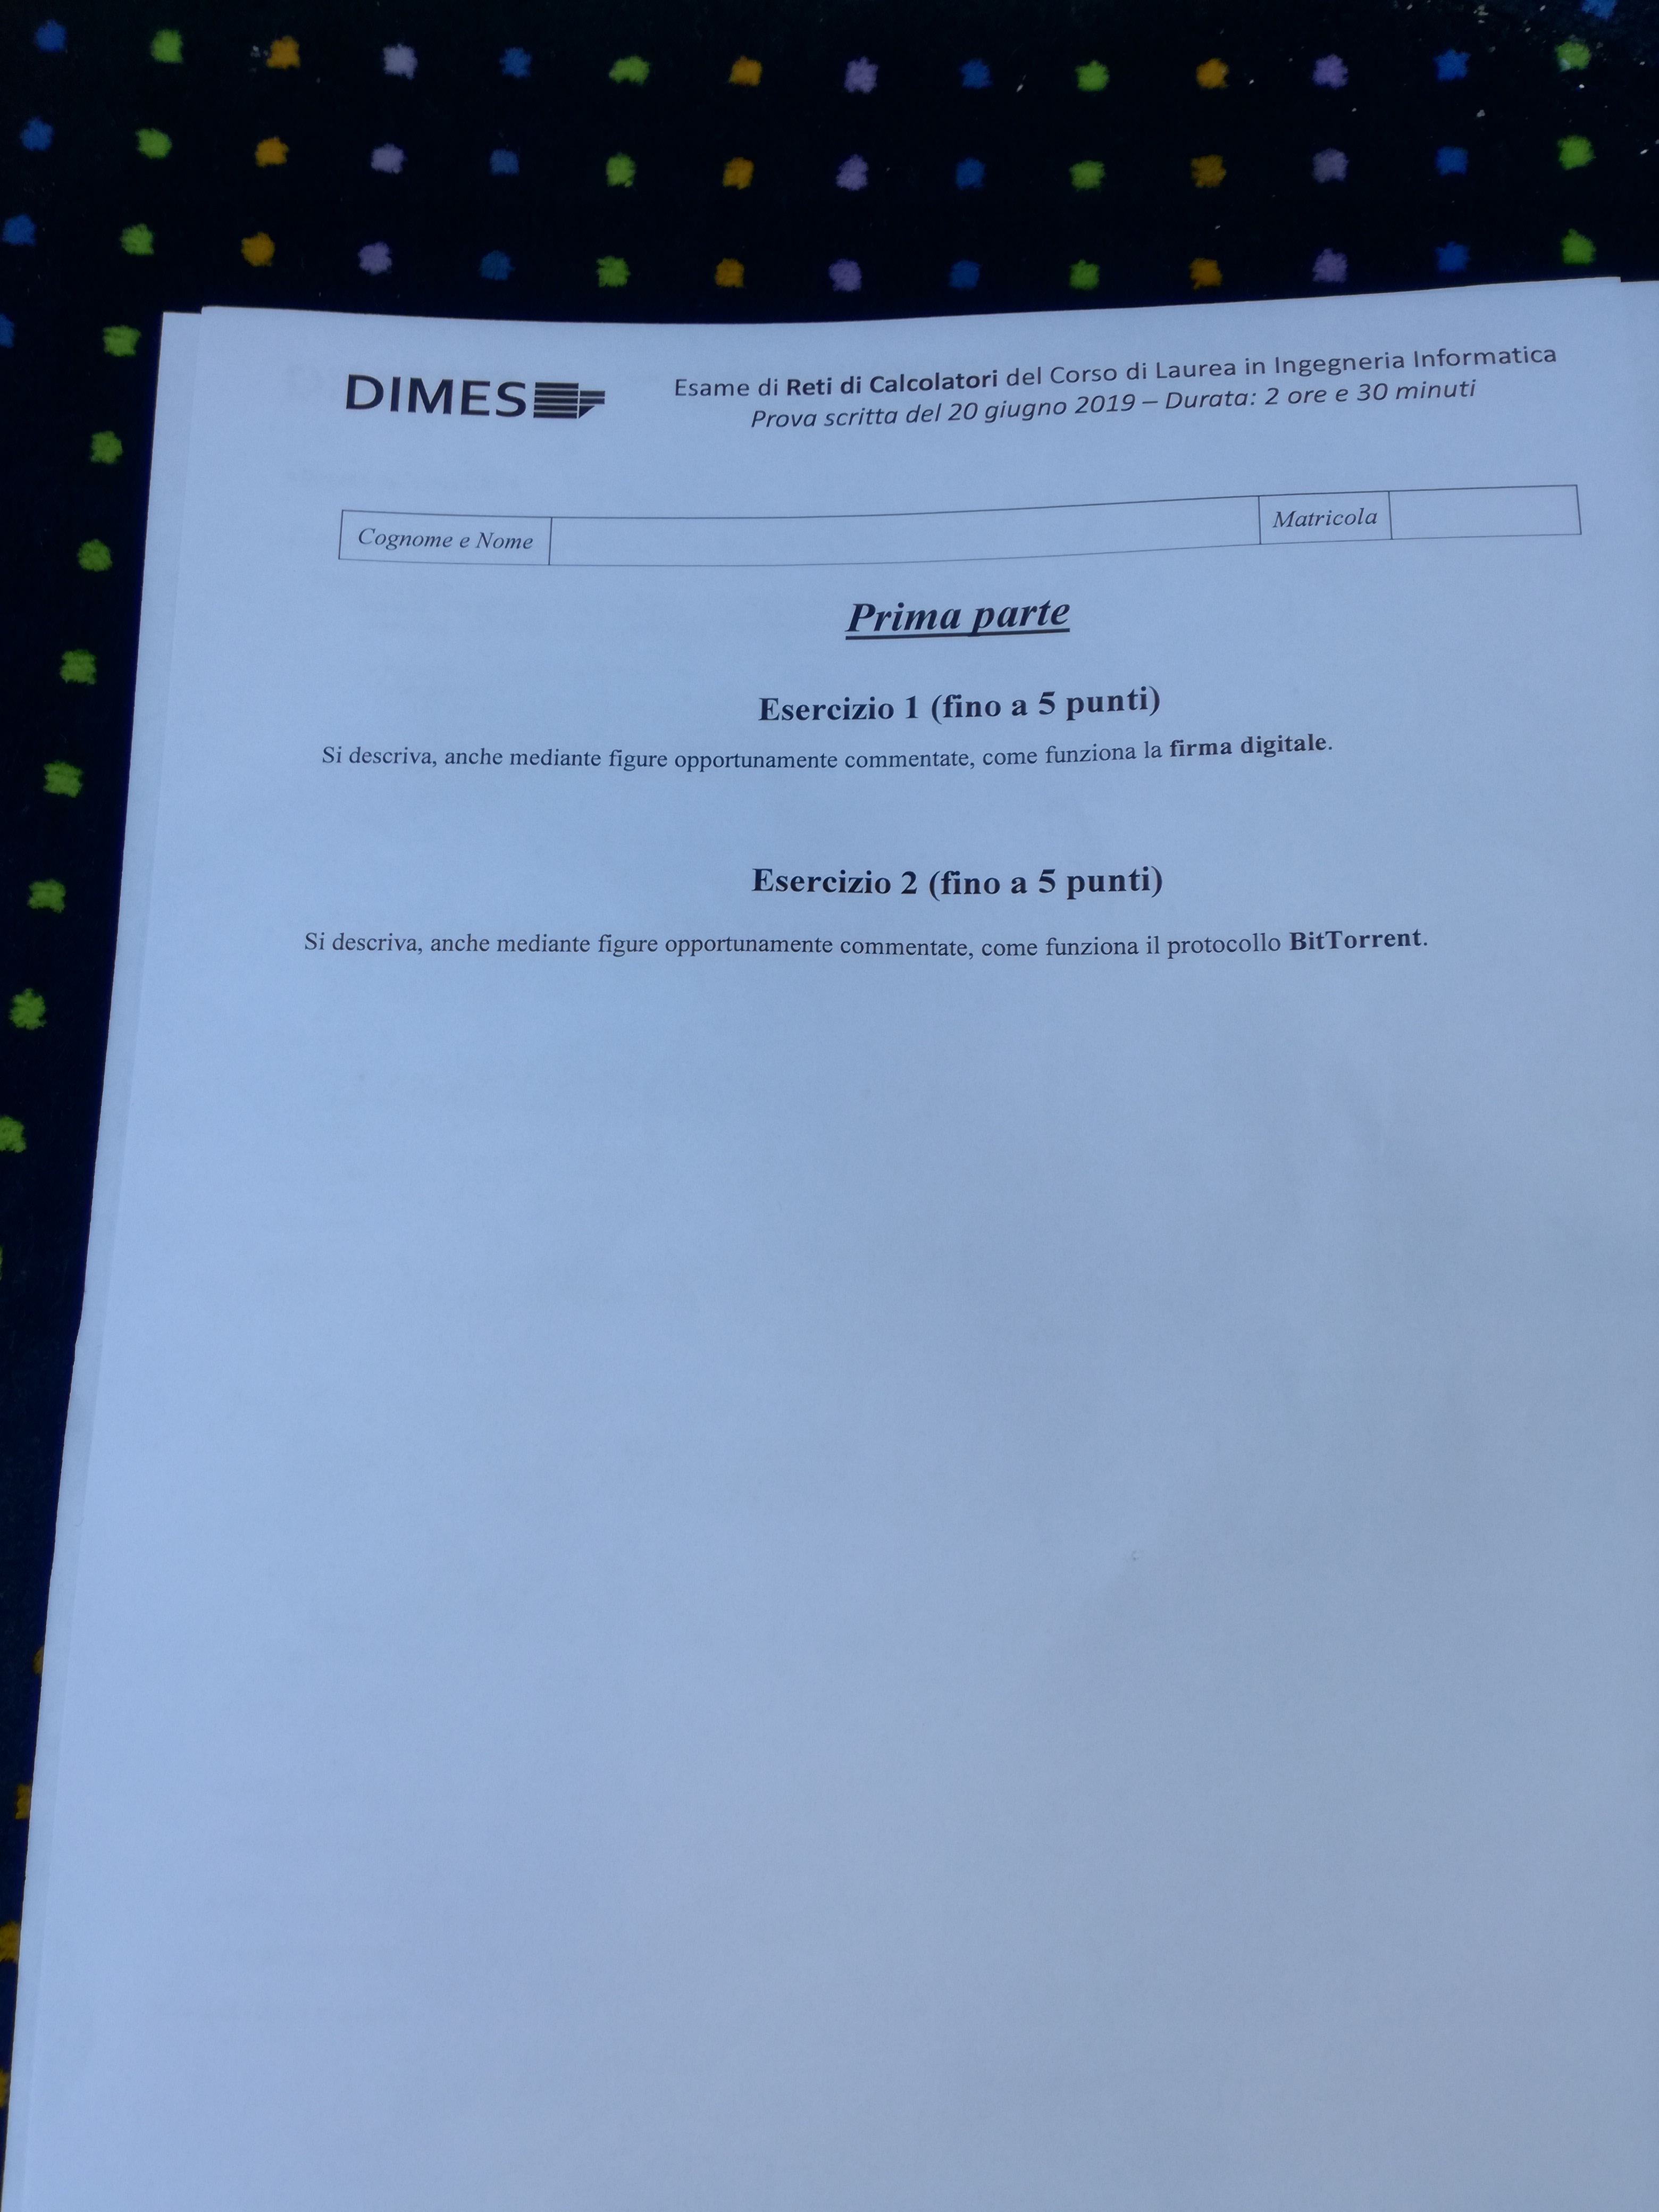 DIMES
Esame di Reti di Calcolatori del Corso di Laurea in Ingegneria Informatica
Prova scritta del 20 giugno 2019 – Durata: 2 ore e 30 minuti
Cognome e Nome
Matricola
Prima parte
Esercizio 1 (fino a 5 punti)
Si descriva, anche mediante figure opportunamente commentate, come funziona la firma digitale.
Esercizio 2 (fino a 5 punti)
Si descriva, anche mediante figure opportunamente commentate, come funziona il protocollo BitTorrent.